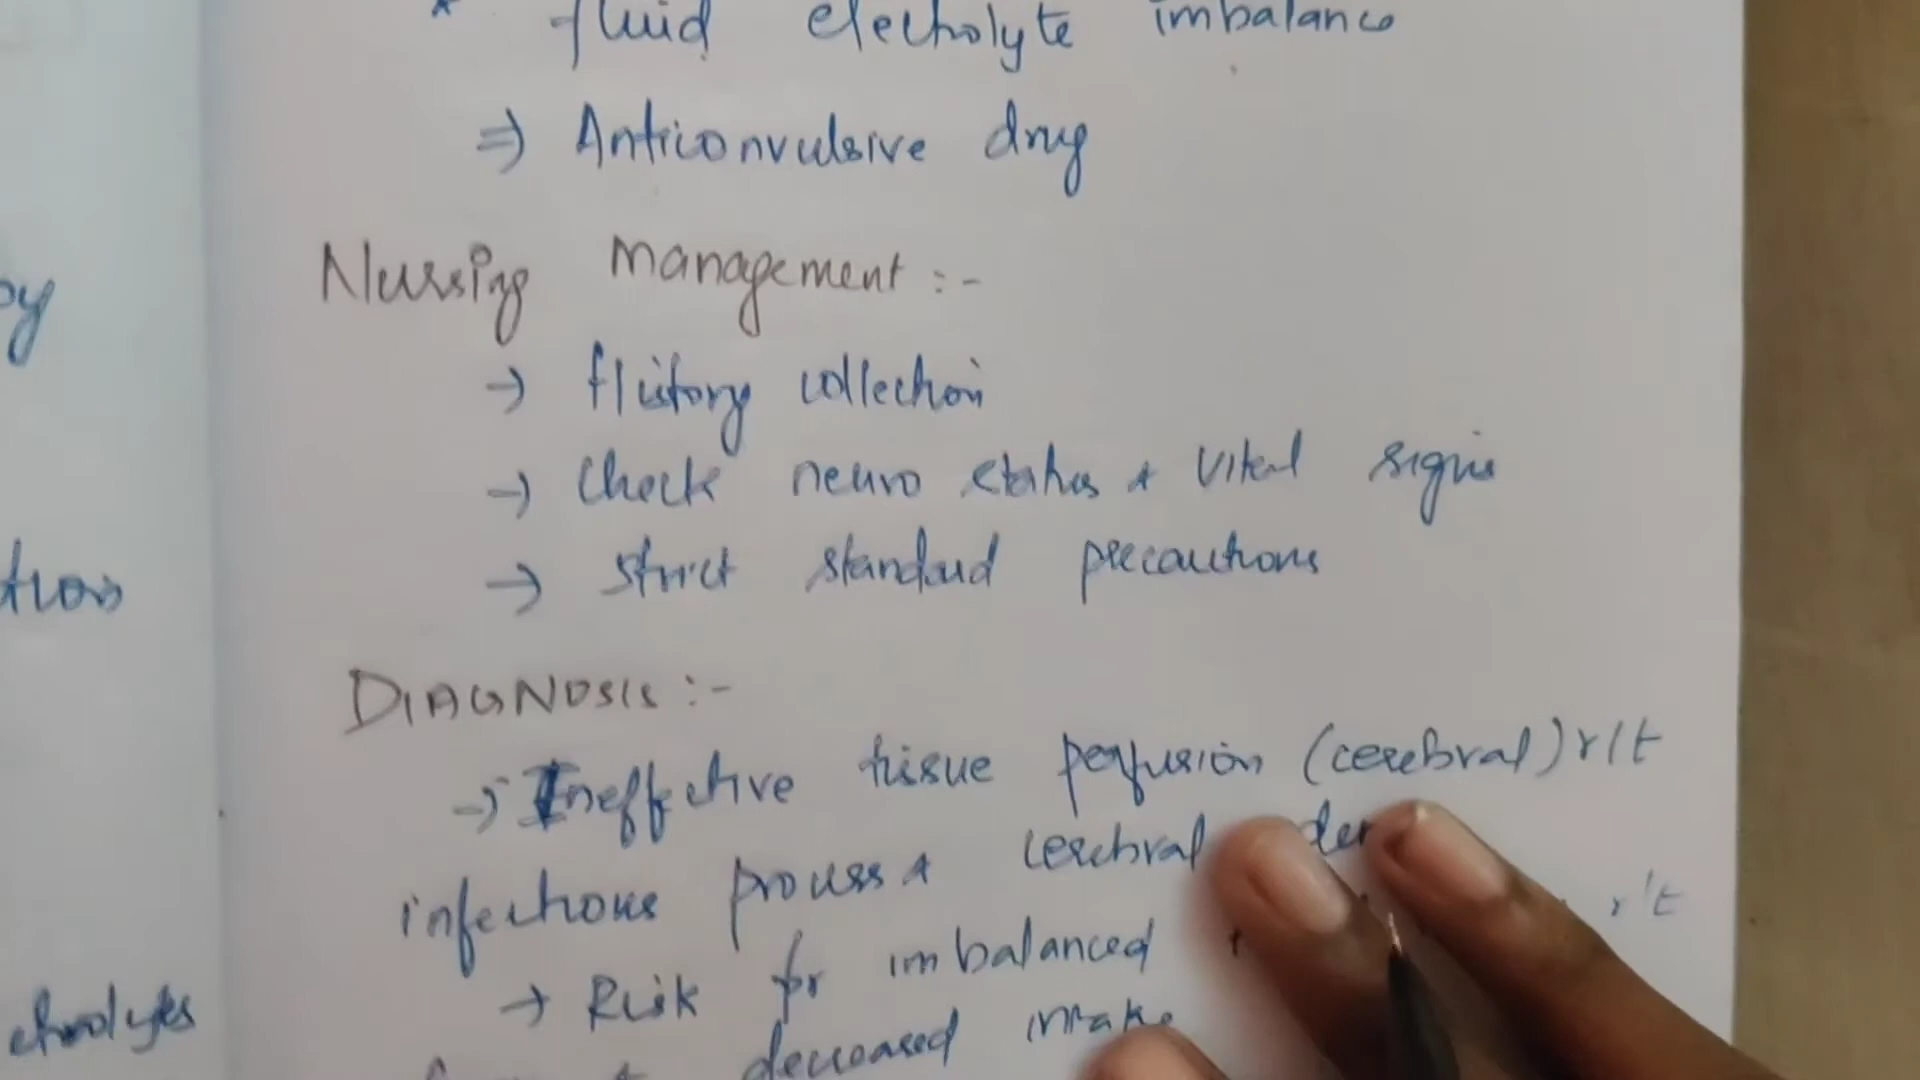 * fluid electrolyte imbalance
⇒ Anticonvulsive drug
Nursing management :-
→ History collection
→ Check neuro status & Vital signs
→ strict standard precautions
DIAGNOSIS :-
→ Ineffective tissue perfusion (cerebral) r/t
infectious process & cerebral
→ Risk for imbalanced r/t
decreased intake